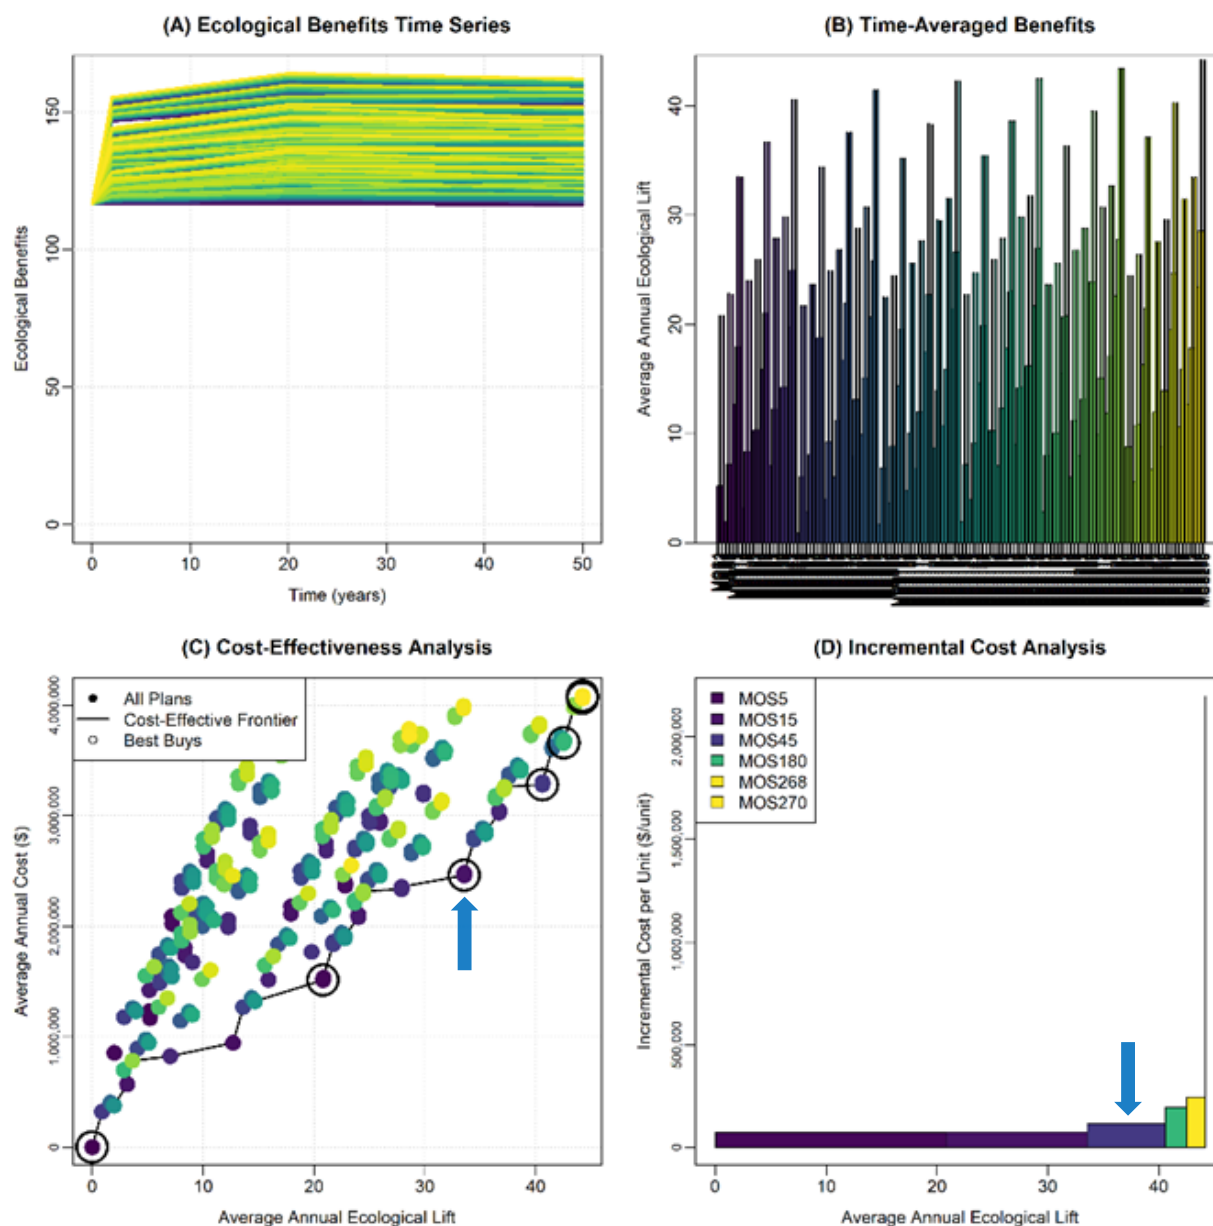 (A) Ecological Benefits Time Series
Ecological Benefits
150
100
50
0
0 10 20 30 40 50
Time (years)
(B) Time-Averaged Benefits
Average Annual Ecological Lift
40
30
20
10
0
(C) Cost-Effectiveness Analysis
All Plans
Cost-Effective Frontier
Best Buys
Average Annual Cost ($)
4,000,000
3,000,000
2,000,000
1,000,000
0
0 10 20 30 40
Average Annual Ecological Lift
(D) Incremental Cost Analysis
MOS5
MOS15
MOS45
MOS180
MOS268
MOS270
Incremental Cost per Unit ($/unit)
2,000,000
1,500,000
1,000,000
500,000
0
0 10 20 30 40
Average Annual Ecological Lift